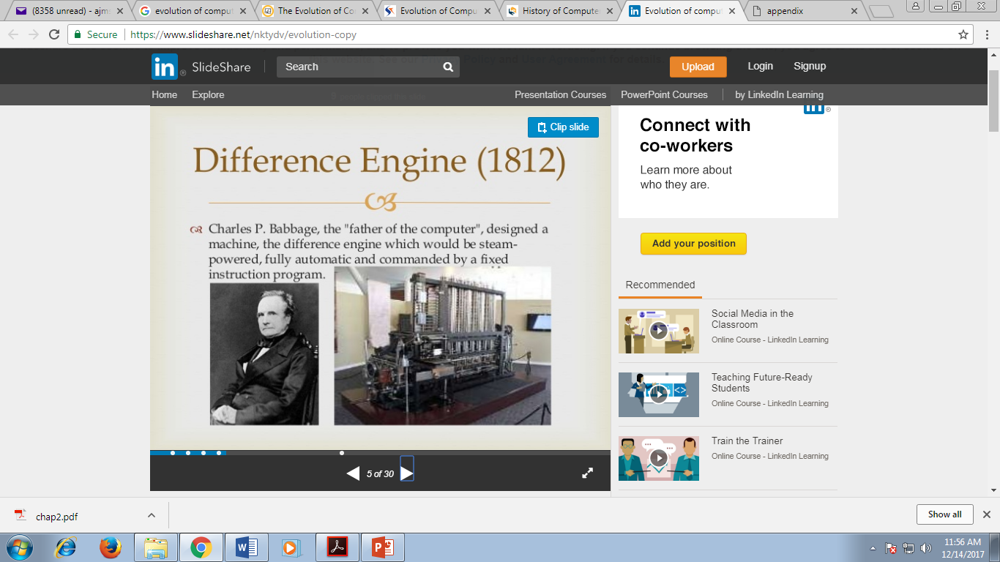 (8358 unread) - ajm
evolution of comput
The Evolution of Co
Evolution of Compu
History of Compute
Evolution of comput
appendix
Secure
https://www.slideshare.net/nktydv/evolution-copy
in SlideShare
Search
Upload
Login
Signup
Home
Explore
Presentation Courses
PowerPoint Courses
by LinkedIn Learning
Clip slide
Difference Engine (1812)
Charles P. Babbage, the "father of the computer", designed a
machine, the difference engine which would be steam-
powered, fully automatic and commanded by a fixed
instruction program.
5 of 30
Connect with
co-workers
Learn more about
who they are.
Add your position
Recommended
Social Media in the
Classroom
Online Course - LinkedIn Learning
Teaching Future-Ready
Students
Online Course - LinkedIn Learning
Train the Trainer
Online Course - LinkedIn Learning
chap2.pdf
Show all
11:56 AM
12/14/2017